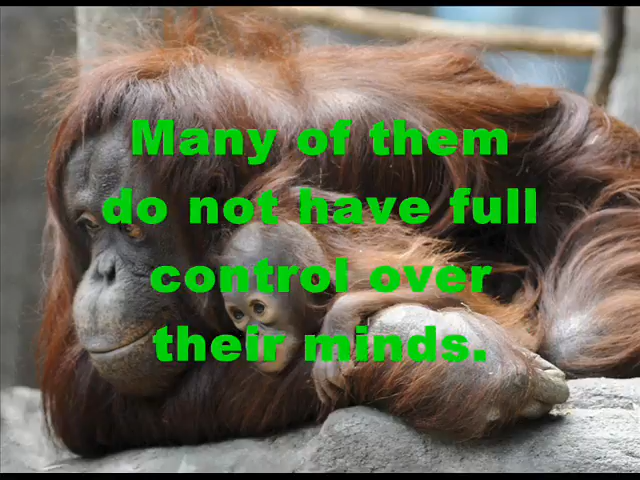 Many of them
do not have full
control over
their minds.